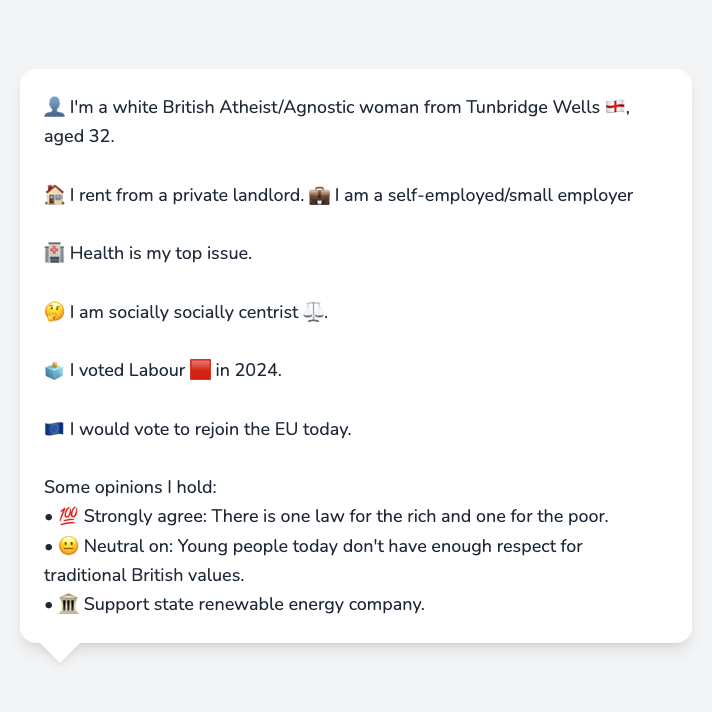 👤 I'm a white British Atheist/Agnostic woman from Tunbridge Wells 🏴󠁧󠁢󠁥󠁮󠁧󠁿,
aged 32.
🏠 I rent from a private landlord. 💼 I am a self-employed/small employer
🏥 Health is my top issue.
🤔 I am socially socially centrist ⚖️.
🗳️ I voted Labour 🟥 in 2024.
🇪🇺 I would vote to rejoin the EU today.
Some opinions I hold:
• 💯 Strongly agree: There is one law for the rich and one for the poor.
• 😐 Neutral on: Young people today don't have enough respect for
traditional British values.
• 🏛️ Support state renewable energy company.